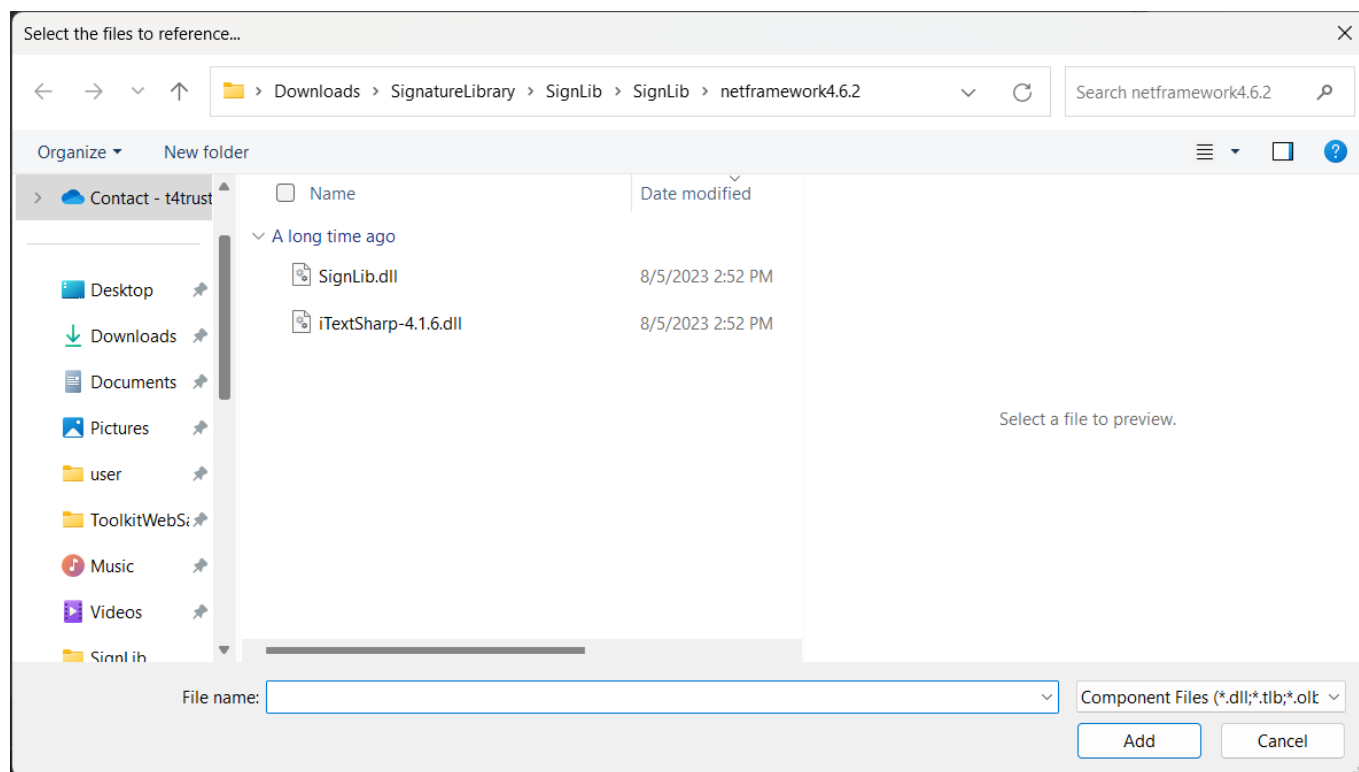 Select the files to reference...
Downloads > SignatureLibrary > SignLib > SignLib > netframework4.6.2
Search netframework4.6.2
Organize
New folder
Contact - t4trust
Desktop
Downloads
Documents
Pictures
user
ToolkitWebSa
Music
Videos
SignLib
Name
Date modified
A long time ago
SignLib.dll
8/5/2023 2:52 PM
iTextSharp-4.1.6.dll
8/5/2023 2:52 PM
Select a file to preview.
File name:
Component Files (*.dll;*.tlb;*.olb
Add
Cancel